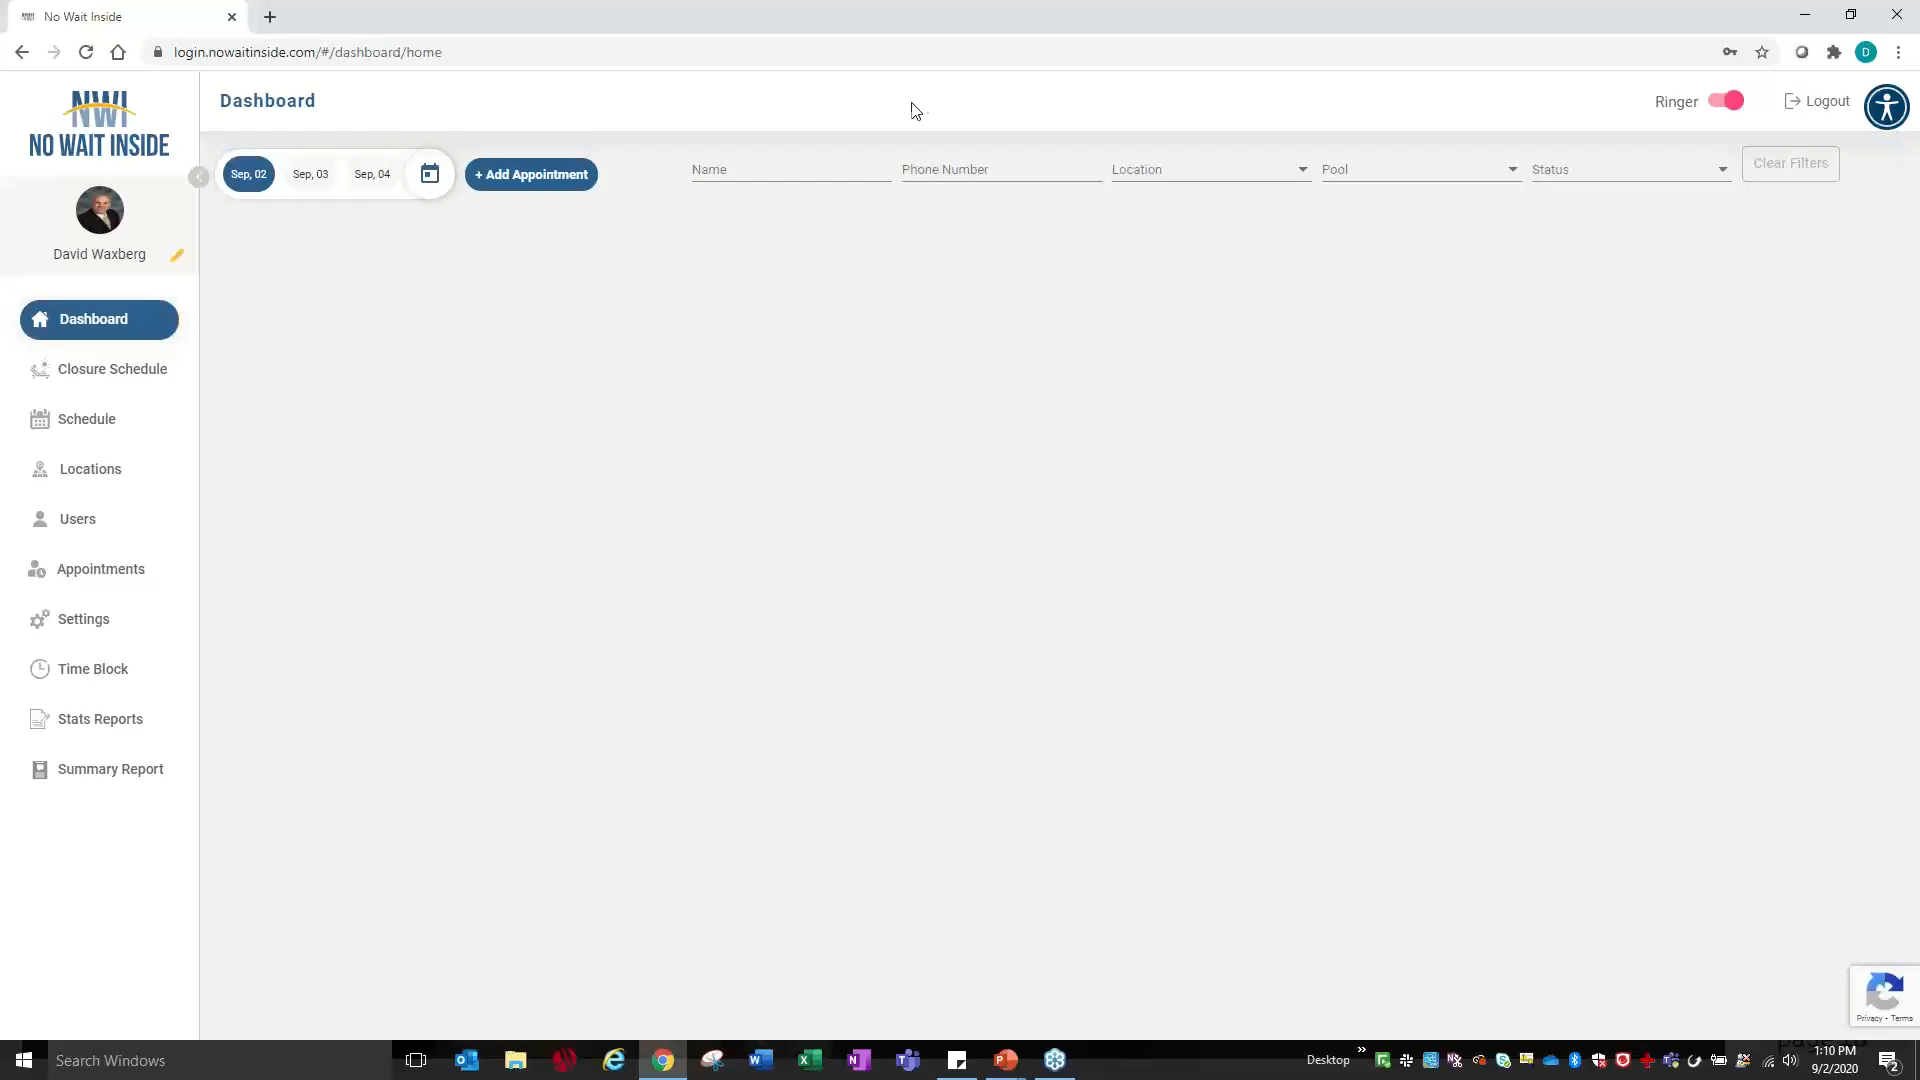 No Wait Inside
login.nowaitinside.com/#/dashboard/home
D
NWI
NO WAIT INSIDE
Dashboard
Ringer
Logout
Sep, 02
Sep, 03
Sep, 04
+ Add Appointment
Name
Phone Number
Location
Pool
Status
Clear Filters
David Waxberg
Dashboard
Closure Schedule
Schedule
Locations
Users
Appointments
Settings
Time Block
Stats Reports
Summary Report
Privacy - Terms
Search Windows
Desktop
1:10 PM
9/2/2020
2